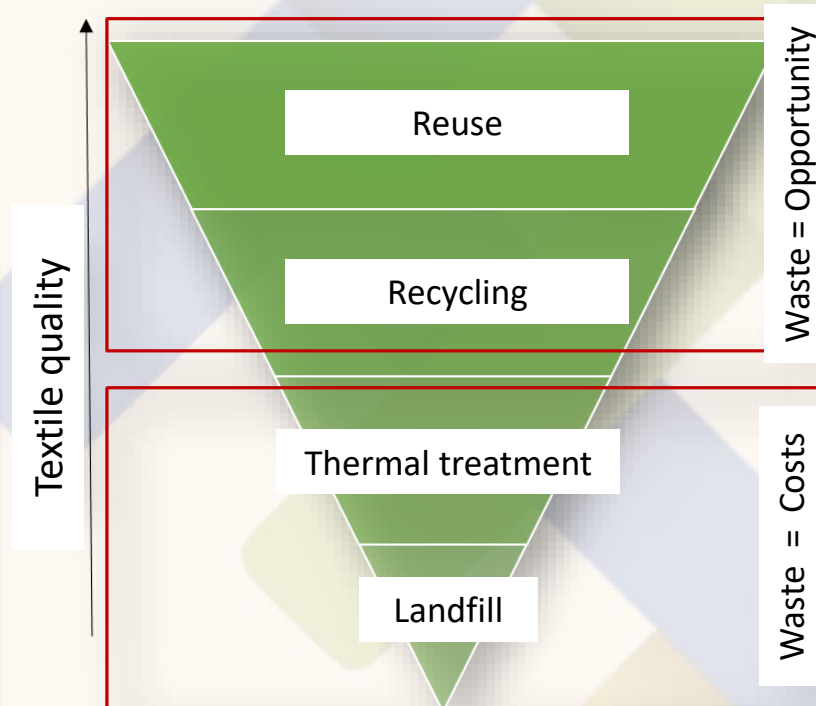 Reuse
Waste = Opportunity
Recycling
Textile quality
Thermal treatment
Waste = Costs
Landfill